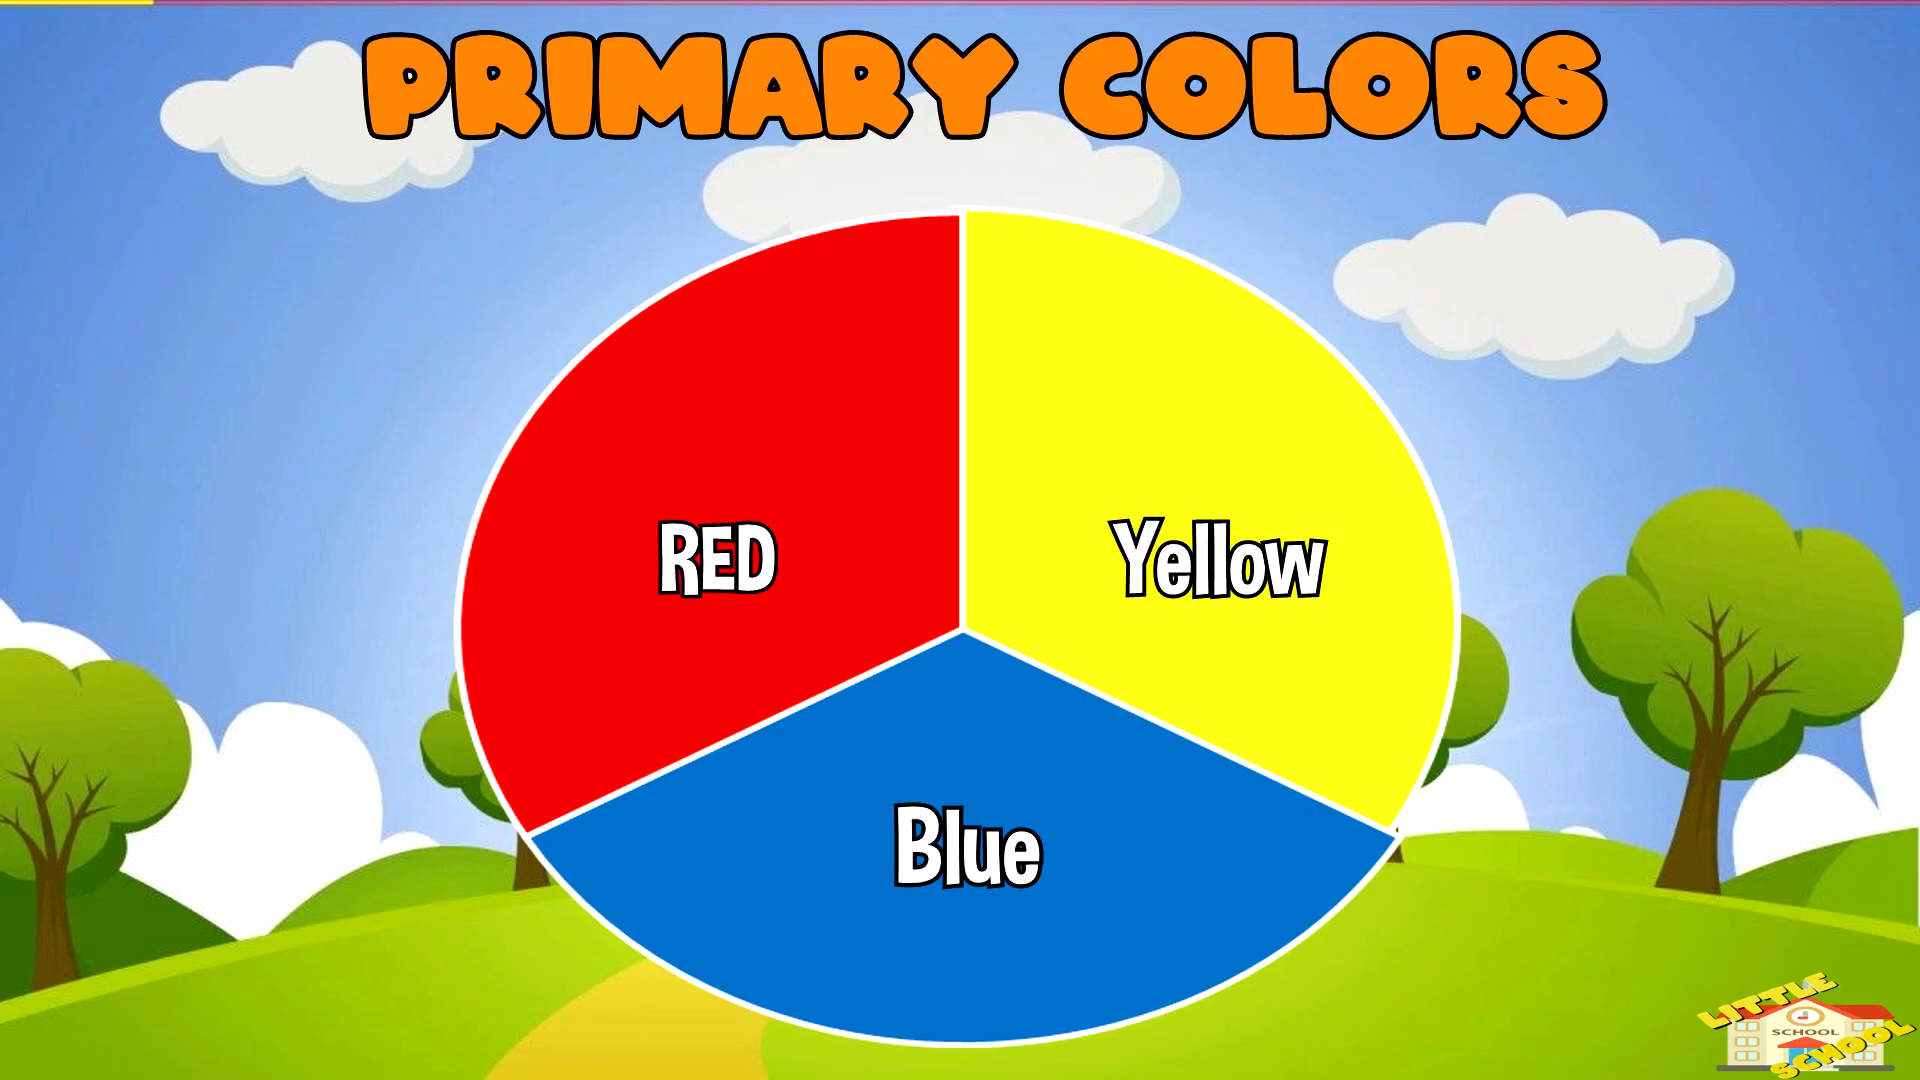 PRIMARY COLORS
RED
Yellow
Blue
LITTLE
SCHOOL
SCHOOL